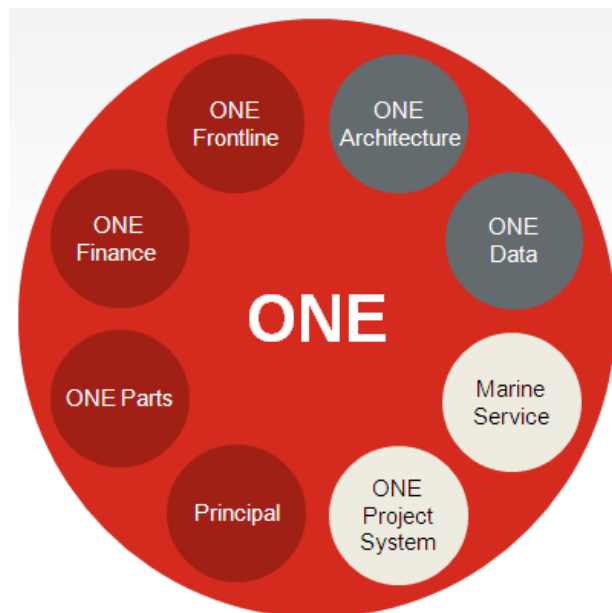 ONE
Frontline
ONE
Architecture
ONE
Finance
ONE
Data
ONE
ONE Parts
Marine
Service
Principal
ONE
Project
System